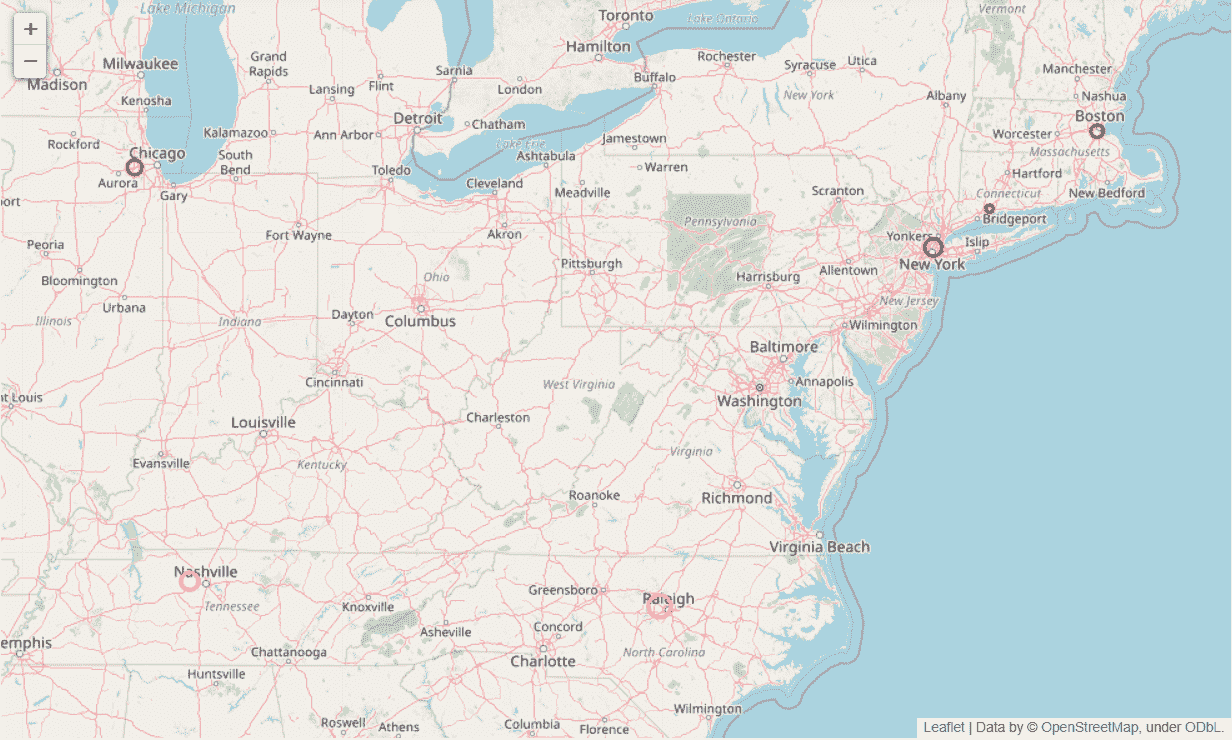 Lake Michigan
Toronto
Lake Ontario
Vermont
+
−
Hamilton
Milwaukee
Grand
Rapids
Madison
Lansing
Flint
Sarnia
London
Buffalo
Rochester
Syracuse
Utica
New York
Albany
Manchester
Nashua
Kenosha
Rockford
Kalamazoo
Ann Arbor
Detroit
Chatham
Lake Erie
Jamestown
Worcester
Boston
Massachusetts
Chicago
South
Bend
Toledo
Ashtabula
Warren
Hartford
Aurora
Gary
Cleveland
Meadville
Scranton
Connecticut
New Bedford
ort
Fort Wayne
Akron
Pennsylvania
Yonkers
Bridgeport
Islip
Peoria
Bloomington
Ohio
Pittsburgh
Harrisburg
Allentown
New York
Urbana
Illinois
Indiana
Dayton
Columbus
New Jersey
Wilmington
Baltimore
Cincinnati
West Virginia
Annapolis
Washington
nt Louis
Louisville
Charleston
Evansville
Kentucky
Virginia
Roanoke
Richmond
Virginia Beach
Nashville
Tennessee
Knoxville
Greensboro
Raleigh
emphis
Asheville
Concord
Charlotte
North Carolina
Chattanooga
Huntsville
Roswell
Athens
Columbia
Florence
Wilmington
Leaflet | Data by © OpenStreetMap, under ODbL.